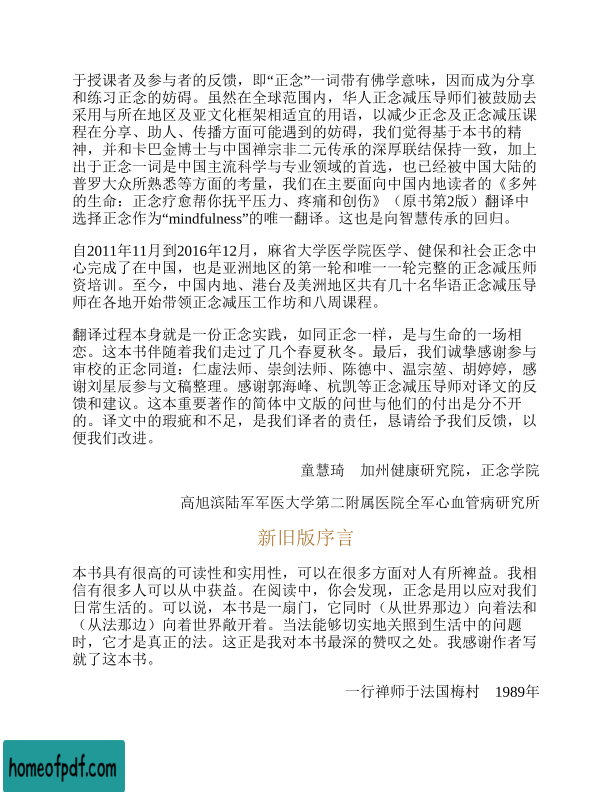 于授课者及参与者的反馈，即“正念”一词带有佛学意味，因而成为分享
和练习正念的妨碍。虽然在全球范围内，华人正念减压导师们被鼓励去
采用与所在地区及亚文化框架相适宜的用语，以减少正念及正念减压课
程在分享、助人、传播方面可能遇到的妨碍，我们觉得基于本书的精
神，并和卡巴金博士与中国禅宗非二元传承的深厚联结保持一致，加上
出于正念一词是中国主流科学与专业领域的首选，也已经被中国大陆的
普罗大众所熟悉等方面的考量，我们在主要面向中国内地读者的《多舛
的生命：正念疗愈帮你抚平压力、疼痛和创伤》（原书第2版）翻译中
选择正念作为“mindfulness”的唯一翻译。这也是向智慧传承的回归。
自2011年11月到2016年12月，麻省大学医学院医学、健保和社会正念中
心完成了在中国，也是亚洲地区的第一轮和唯一一轮完整的正念减压师
资培训。至今，中国内地、港台及美洲地区共有几十名华语正念减压导
师在各地开始带领正念减压工作坊和八周课程。
翻译过程本身就是一份正念实践，如同正念一样，是与生命的一场相
恋。这本书伴随着我们走过了几个春夏秋冬。最后，我们诚挚感谢参与
审校的正念同道：仁虚法师、崇剑法师、陈德中、温宗堃、胡婷婷，感
谢刘星辰参与文稿整理。感谢郭海峰、杭凯等正念减压导师对译文的反
馈和建议。这本重要著作的简体中文版的问世与他们的付出是分不开
的。译文中的瑕疵和不足，是我们译者的责任，恳请给予我们反馈，以
便我们改进。
童慧琦　加州健康研究院，正念学院
高旭滨陆军军医大学第二附属医院全军心血管病研究所
新旧版序言
本书具有很高的可读性和实用性，可以在很多方面对人有所裨益。我相
信有很多人可以从中获益。在阅读中，你会发现，正念是用以应对我们
日常生活的。可以说，本书是一扇门，它同时（从世界那边）向着法和
（从法那边）向着世界敞开着。当法能够切实地关照到生活中的问题
时，它才是真正的法。这正是我对本书最深的赞叹之处。我感谢作者写
就了这本书。
一行禅师于法国梅村　1989年
homeofpdf.com